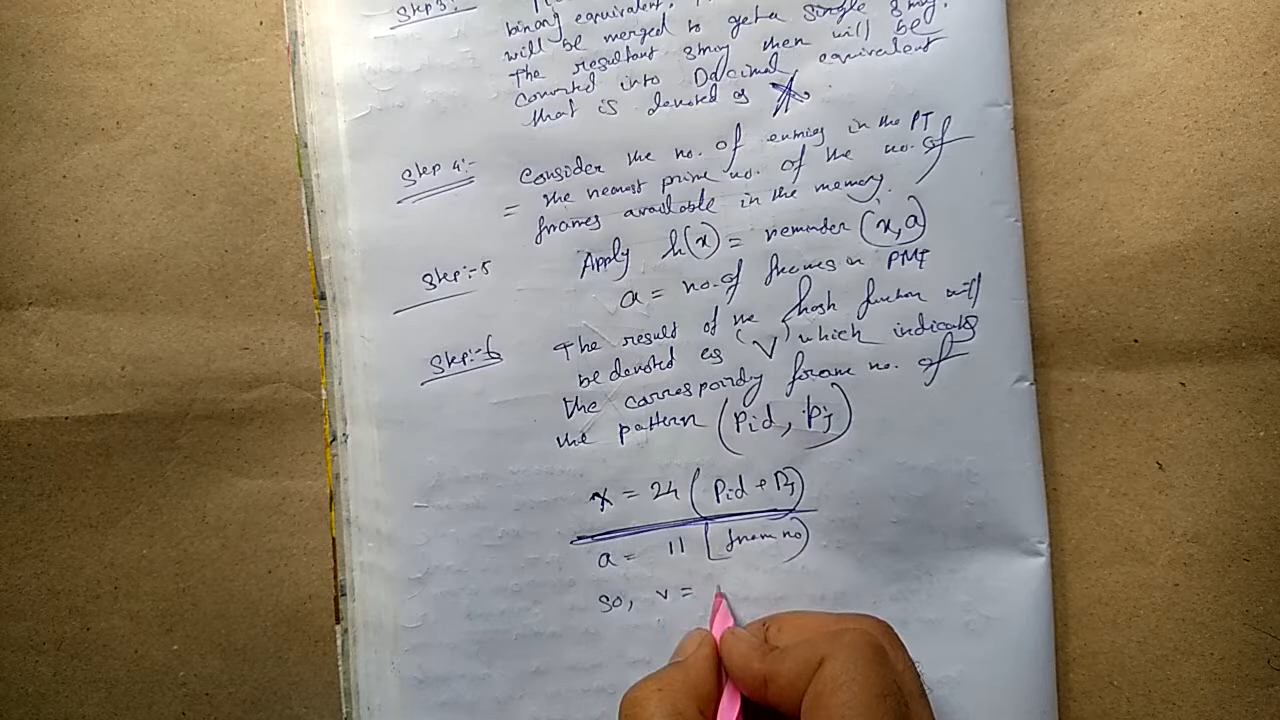 Step 3:-
binary equivalent.
will be merged to get a single string.
The resultant string then will be
converted into Decimal equivalent
that is denoted as X.
Step 4:- Consider the no. of entries in the PT
= the nearest prime no. of the no. of
frames available in the memory.
Step:-5 Apply h(x) = reminder (x, a)
a = no. of frames in PMT
Step:-6 The result of the hash function will
be denoted as (V) which indicates
the correspondy frame no. of
the pattern (Pid, Pj)
x = 24 (Pid + Pj)
a = 11 (fram no)
so, v =